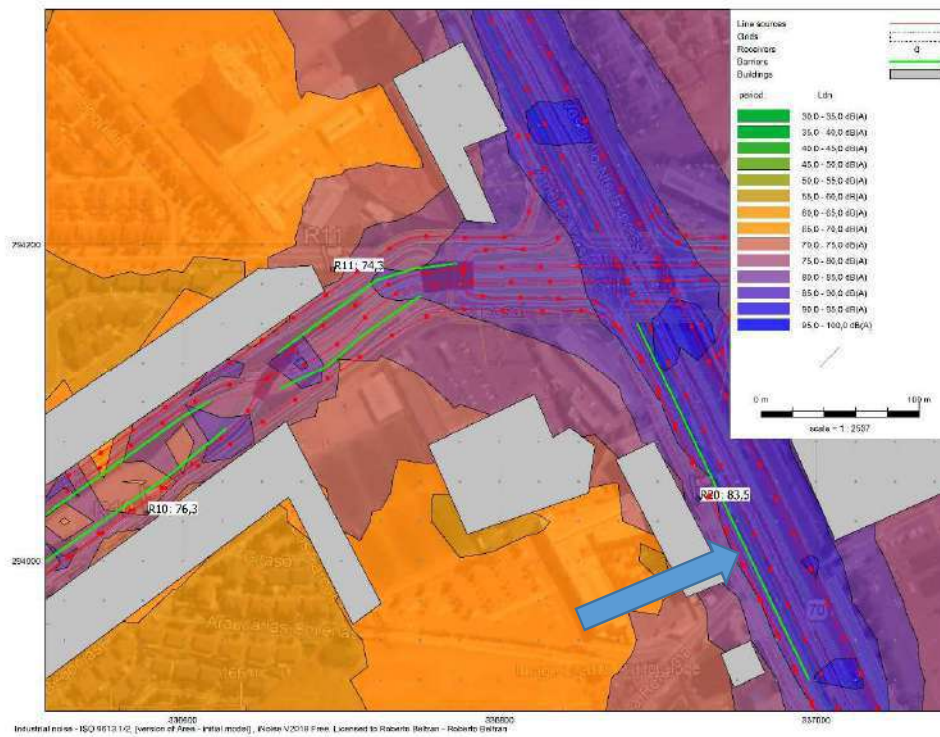 Line sources
Grids
Receivers
Barriers
Buildings
period Ldn
30,0 - 35,0 dB(A)
35,0 - 40,0 dB(A)
40,0 - 45,0 dB(A)
45,0 - 50,0 dB(A)
50,0 - 55,0 dB(A)
55,0 - 60,0 dB(A)
60,0 - 65,0 dB(A)
65,0 - 70,0 dB(A)
70,0 - 75,0 dB(A)
75,0 - 80,0 dB(A)
80,0 - 85,0 dB(A)
85,0 - 90,0 dB(A)
90,0 - 95,0 dB(A)
95,0 - 100,0 dB(A)
0 m 100 m
scale = 1 : 2537
294200
R11
R11: 74,3
R20: 83,5
R10: 76,3
294000
70
336600 336800 337000
Industrial noise - ISO 9613.1/2, [version of Area - initial model] , iNoise V2018 Free, Licensed to Roberto Beltran - Roberto Beltran